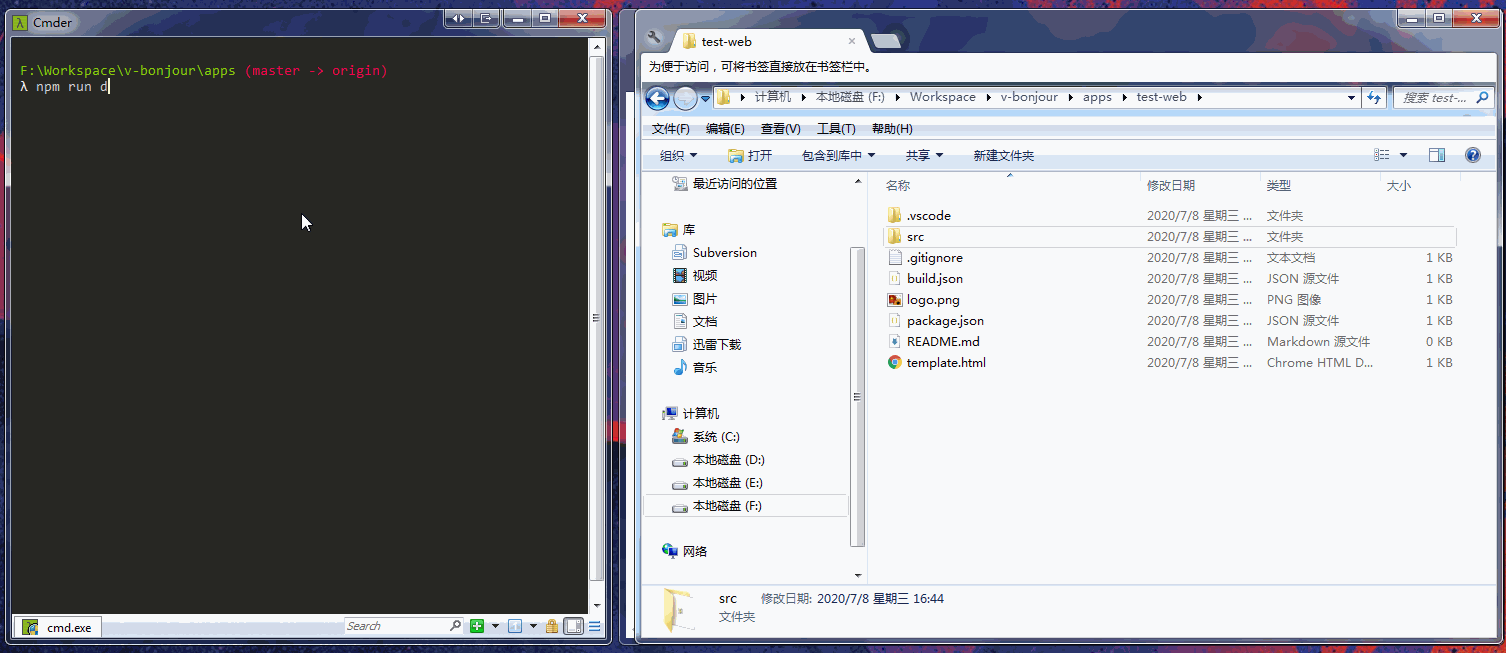 Cmder
F:\Workspace\v-bonjour\apps (master -> origin)
λ npm run d
cmd.exe
Search
test-web
为便于访问，可将书签直接放在书签栏中。
计算机 本地磁盘 (F:) Workspace v-bonjour apps test-web
搜索 test-...
文件(F) 编辑(E) 查看(V) 工具(T) 帮助(H)
组织 打开 包含到库中 共享 新建文件夹
最近访问的位置
库
Subversion
视频
图片
文档
迅雷下载
音乐
计算机
系统 (C:)
本地磁盘 (D:)
本地磁盘 (E:)
本地磁盘 (F:)
网络
名称 修改日期 类型 大小
.vscode 2020/7/8 星期三 ... 文件夹
src 2020/7/8 星期三 ... 文件夹
.gitignore 2020/7/8 星期三 ... 文本文档 1 KB
build.json 2020/7/8 星期三 ... JSON 源文件 1 KB
logo.png 2020/7/8 星期三 ... PNG 图像 1 KB
package.json 2020/7/8 星期三 ... JSON 源文件 1 KB
README.md 2020/7/8 星期三 ... Markdown 源文件 0 KB
template.html 2020/7/8 星期三 ... Chrome HTML D... 1 KB
src 修改日期: 2020/7/8 星期三 16:44
文件夹